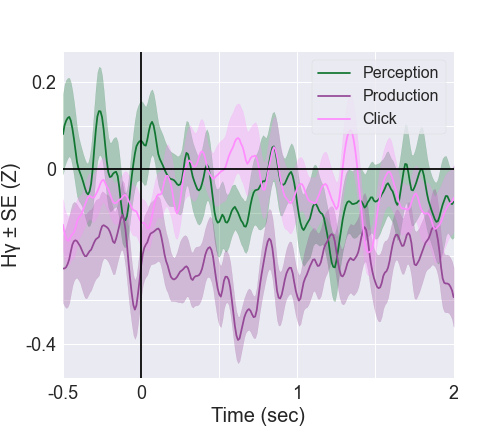 Perception
Production
Click
0.2
0
-0.4
Hγ ± SE (Z)
-0.5
0
1
2
Time (sec)